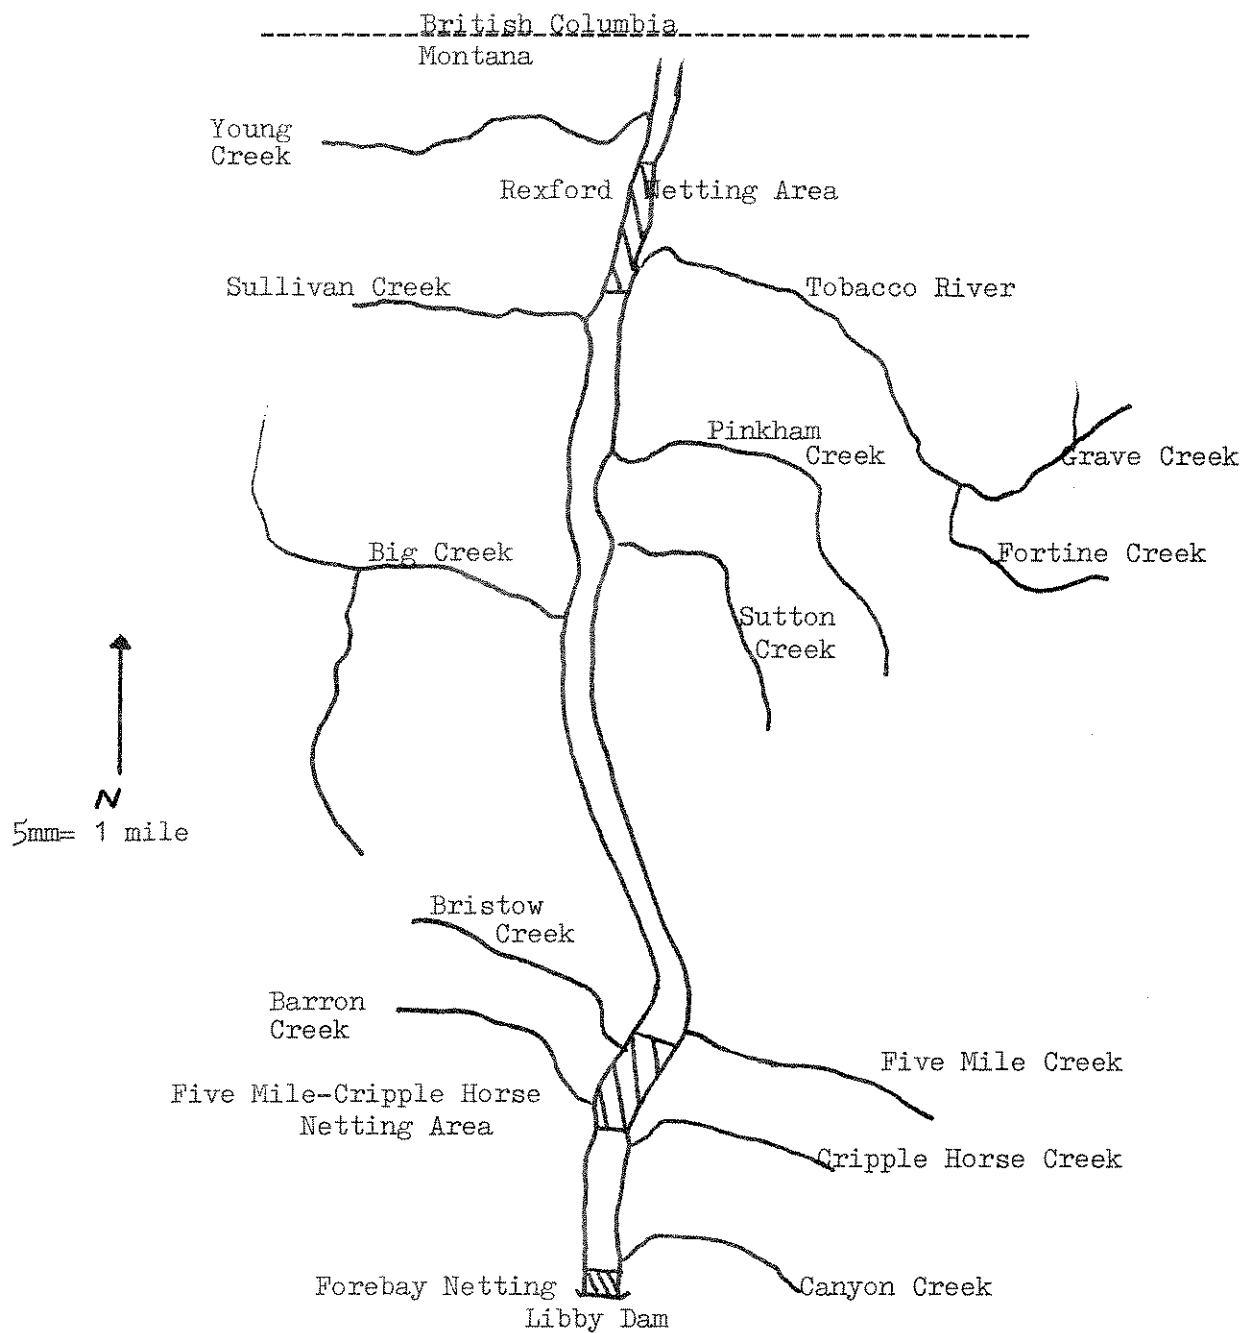 British Columbia
Montana
Young
Creek
Rexford Netting Area
Sullivan Creek
Tobacco River
Pinkham
Creek
Grave Creek
Big Creek
Fortine Creek
Sutton
Creek
N
5mm= 1 mile
Bristow
Creek
Barron
Creek
Five Mile Creek
Five Mile-Cripple Horse
Netting Area
Cripple Horse Creek
Forebay Netting
Canyon Creek
Libby Dam